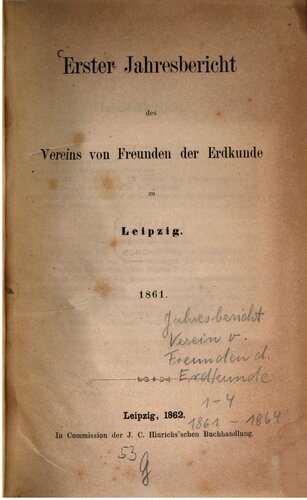 Erster Jahresbericht
des
Vereins von Freunden der Erdkunde
zu
Leipzig.
1861.
Jahresbericht
Verein v.
Freunden d.
Erdkunde
1-4
1861-1864
Leipzig, 1862.
In Commission der J. C. Hinrichs'schen Buchhandlung.
53
g